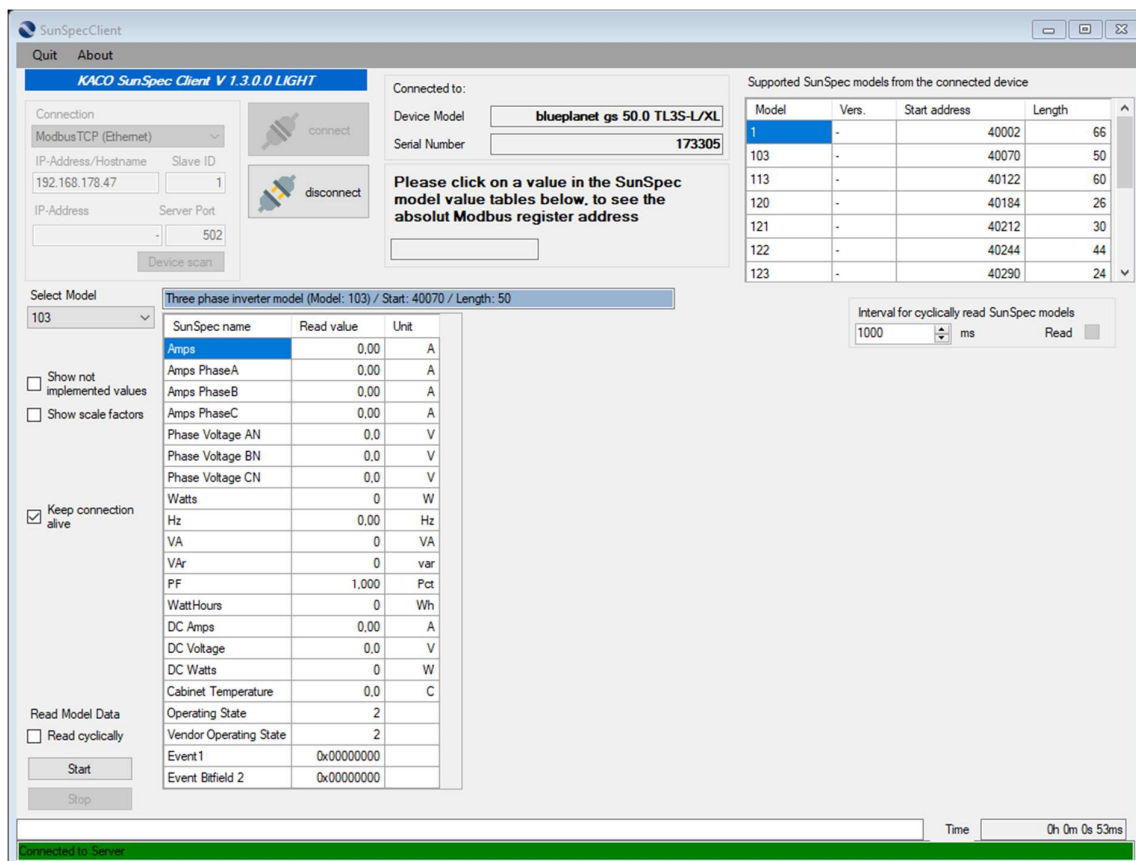 SunSpecClient
Quit About
KACO SunSpec Client V 1.3.0.0 LIGHT
Connection
ModbusTCP (Ethernet)
IP-Address/Hostname Slave ID
192.168.178.47 1
IP-Address Server Port
- 502
Device scan
connect
disconnect
Connected to:
Device Model blueplanet gs 50.0 TL3S-L/XL
Serial Number 173305
Please click on a value in the SunSpec
model value tables below, to see the
absolut Modbus register address
Supported SunSpec models from the connected device
Model Vers. Start address Length
1 - 40002 66
103 - 40070 50
113 - 40122 60
120 - 40184 26
121 - 40212 30
122 - 40244 44
123 - 40290 24
Select Model
103
Three phase inverter model (Model: 103) / Start: 40070 / Length: 50
Interval for cyclically read SunSpec models
1000 ms Read
Show not
implemented values
Show scale factors
Keep connection
alive
SunSpec name Read value Unit
Amps 0,00 A
Amps PhaseA 0,00 A
Amps PhaseB 0,00 A
Amps PhaseC 0,00 A
Phase Voltage AN 0,0 V
Phase Voltage BN 0,0 V
Phase Voltage CN 0,0 V
Watts 0 W
Hz 0,00 Hz
VA 0 VA
VAr 0 var
PF 1,000 Pct
WattHours 0 Wh
DC Amps 0,00 A
DC Voltage 0,0 V
DC Watts 0 W
Cabinet Temperature 0,0 C
Operating State 2
Vendor Operating State 2
Event1 0x00000000
Event Bitfield 2 0x00000000
Read Model Data
Read cyclically
Start
Stop
Time 0h 0m 0s 53ms
Connected to Server